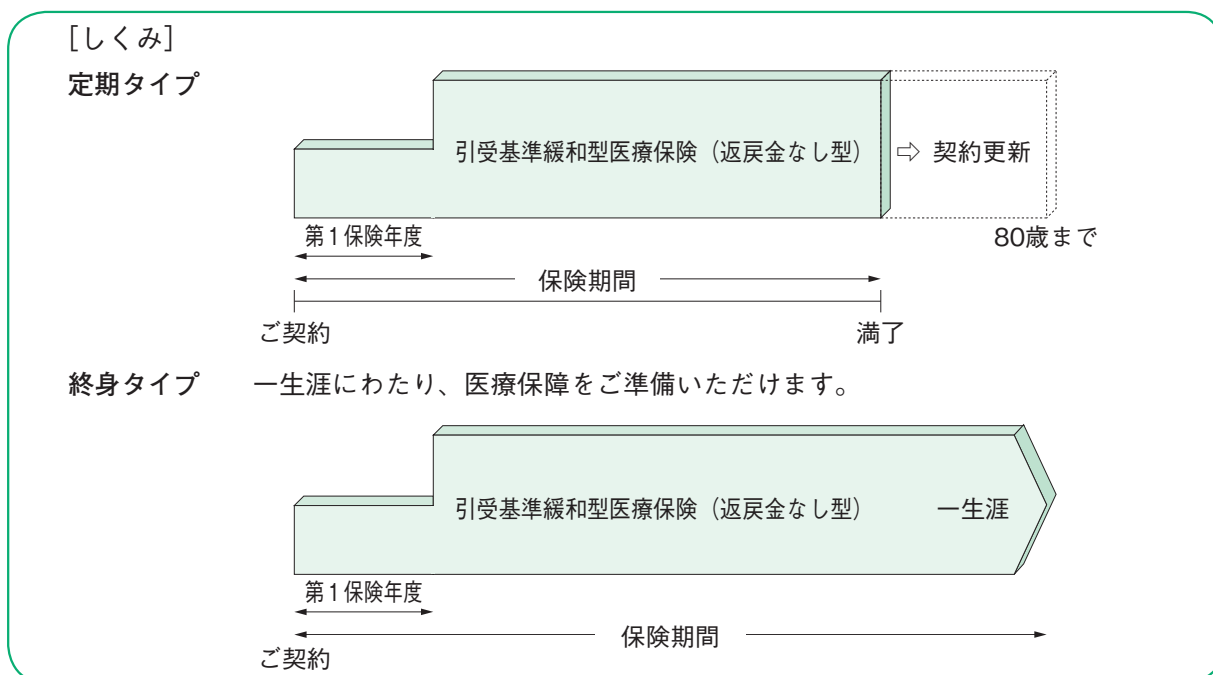 [しくみ]
定期タイプ
引受基準緩和型医療保険（返戻金なし型）
⇨ 契約更新
第1保険年度
80歳まで
保険期間
ご契約
満了
終身タイプ 一生涯にわたり、医療保障をご準備いただけます。
引受基準緩和型医療保険（返戻金なし型） 一生涯
第1保険年度
保険期間
ご契約